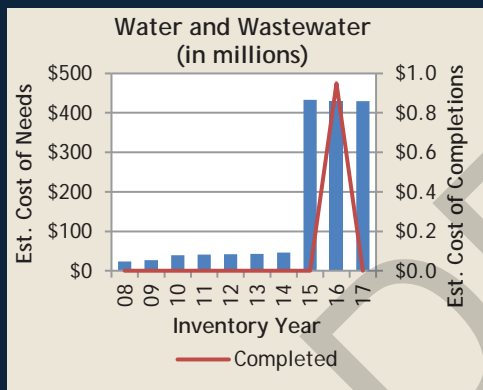 Water and Wastewater
(in millions)
Est. Cost of Needs
$500
$400
$300
$200
$100
$0
$1.0
$0.8
$0.6
$0.4
$0.2
$0.0
Est. Cost of Completions
08 09 10 11 12 13 14 15 16 17
Inventory Year
Completed